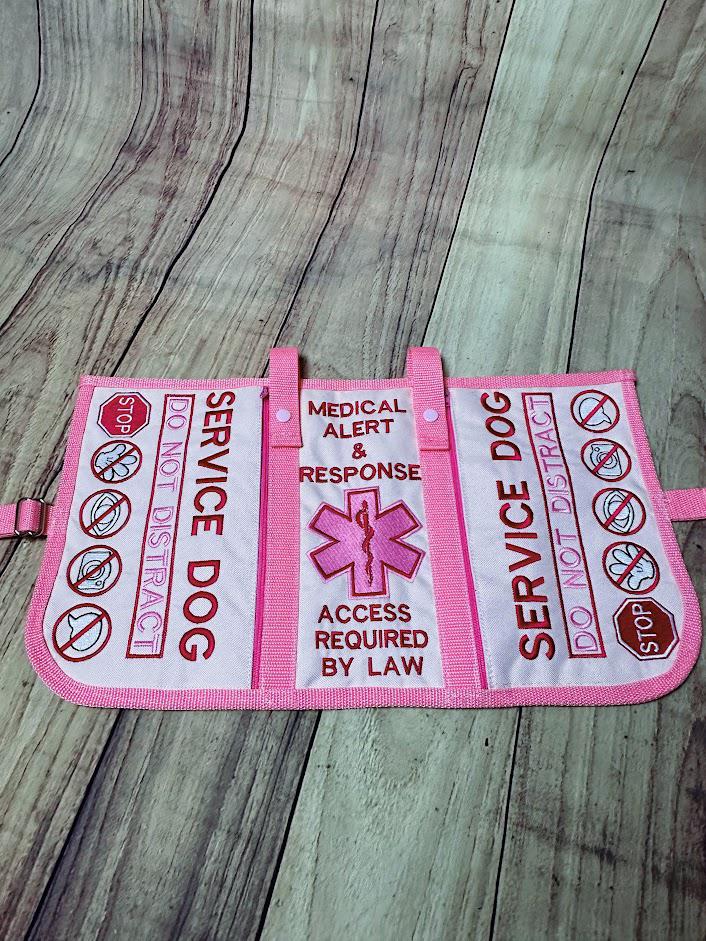 STOP
DO NOT DISTRACT
SERVICE DOG
MEDICAL
ALERT
&
RESPONSE
ACCESS
REQUIRED
BY LAW
SERVICE DOG
DO NOT DISTRACT
STOP